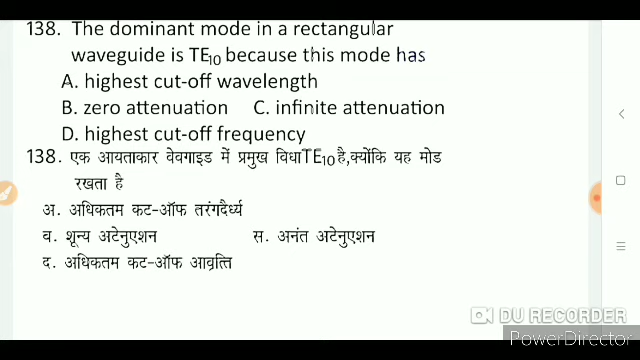 138. The dominant mode in a rectangular
waveguide is TE10 because this mode has
A. highest cut-off wavelength
B. zero attenuation C. infinite attenuation
D. highest cut-off frequency
138. एक आयताकार वेवगाइड में प्रमुख विधाTE10 है,क्योंकि यह मोड
रखता है
अ. अधिकतम कट-ऑफ तरंगदैर्ध्य
व. शून्य अटेनुएशन स. अनंत अटेनुएशन
द. अधिकतम कट-ऑफ आवृत्ति
DU RECORDER
PowerDirector